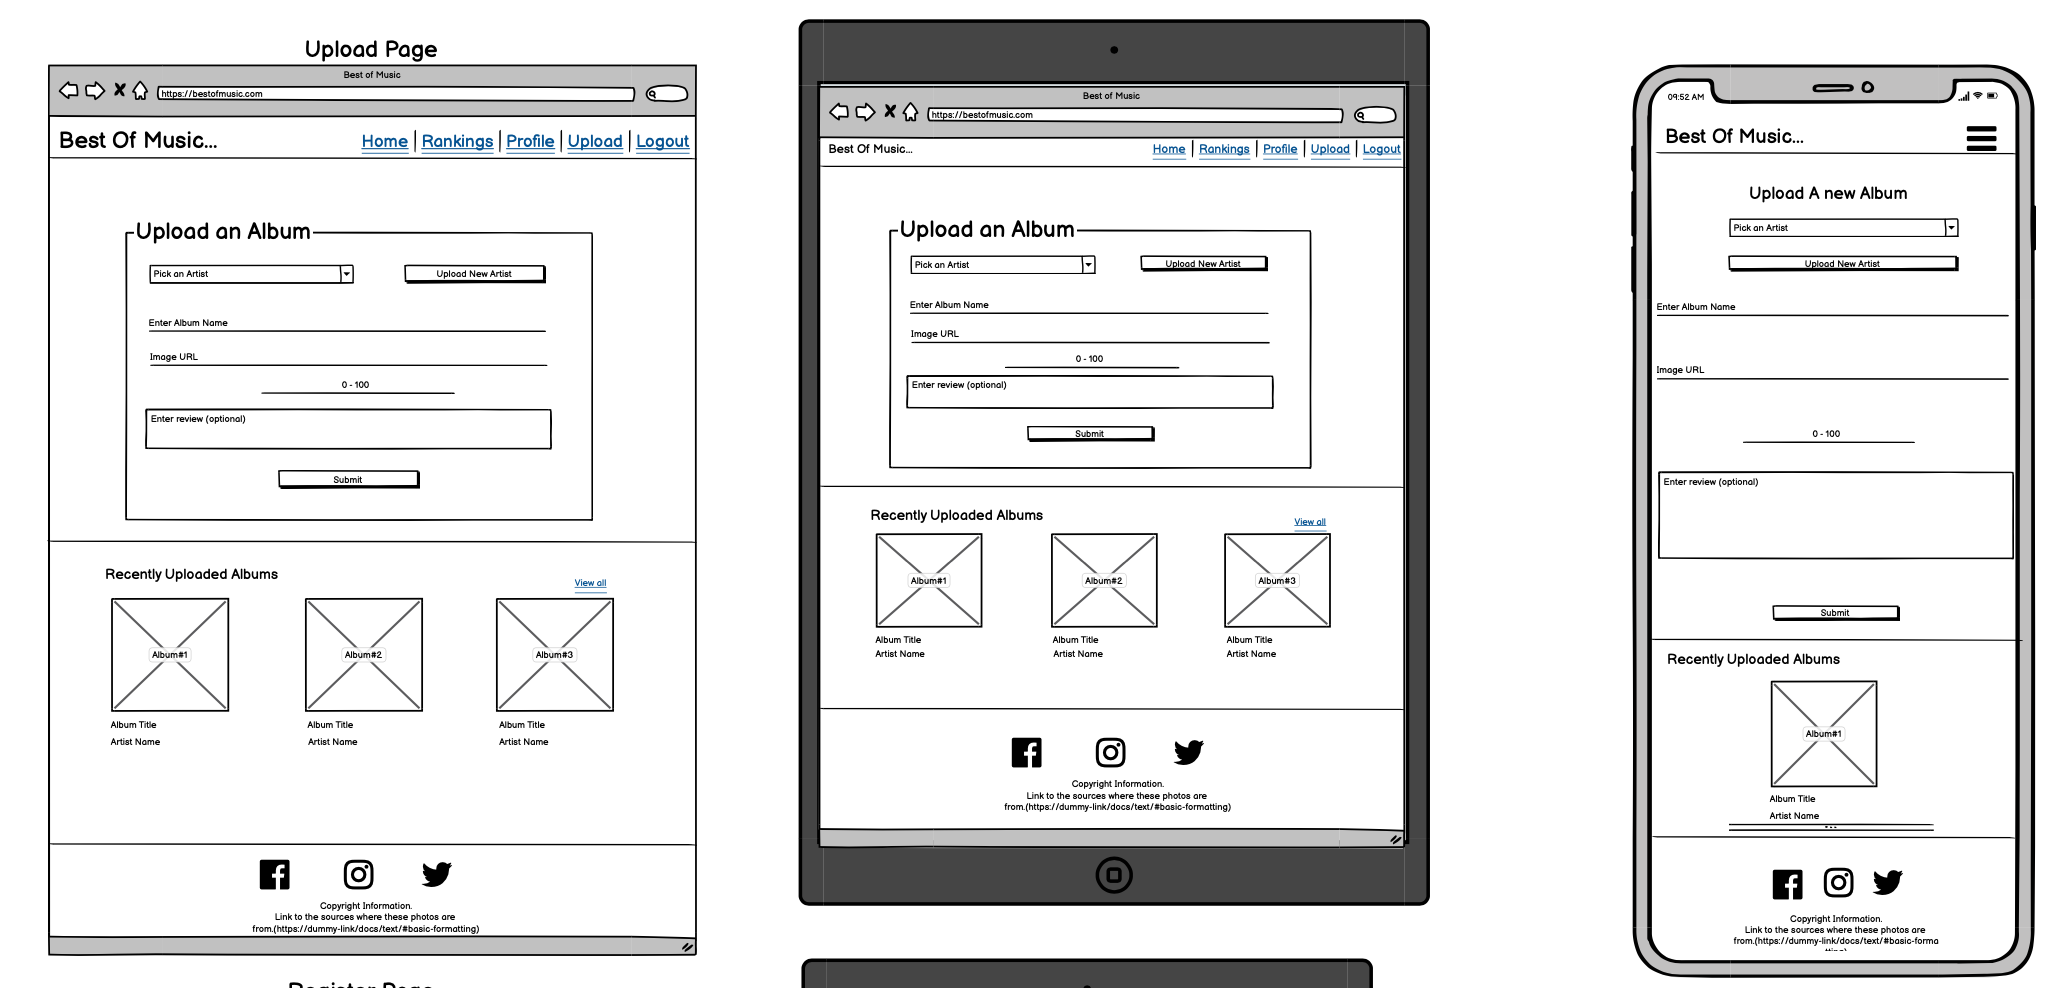 Upload Page
Best of Music
https://bestofmusic.com
Best Of Music...
Home | Rankings | Profile | Upload | Logout
Upload an Album
Pick an Artist
Upload New Artist
Enter Album Name
Image URL
0 - 100
Enter review (optional)
Submit
Recently Uploaded Albums
View all
Album#1
Album#2
Album#3
Album Title
Album Title
Album Title
Artist Name
Artist Name
Artist Name
Copyright Information.
Link to the sources where these photos are
from.(https://dummy-link/docs/text/#basic-formatting)
Register Page
Best of Music
https://bestofmusic.com
Best Of Music...
Home | Rankings | Profile | Upload | Logout
Upload an Album
Pick an Artist
Upload New Artist
Enter Album Name
Image URL
0 - 100
Enter review (optional)
Submit
Recently Uploaded Albums
View all
Album#1
Album#2
Album#3
Album Title
Album Title
Album Title
Artist Name
Artist Name
Artist Name
Copyright Information.
Link to the sources where these photos are
from.(https://dummy-link/docs/text/#basic-formatting)
09:52 AM
Best Of Music...
Upload A new Album
Pick an Artist
Upload New Artist
Enter Album Name
Image URL
0 - 100
Enter review (optional)
Submit
Recently Uploaded Albums
Album#1
Album Title
Artist Name
Copyright Information.
Link to the sources where these photos are
from.(https://dummy-link/docs/text/#basic-forma
tting)